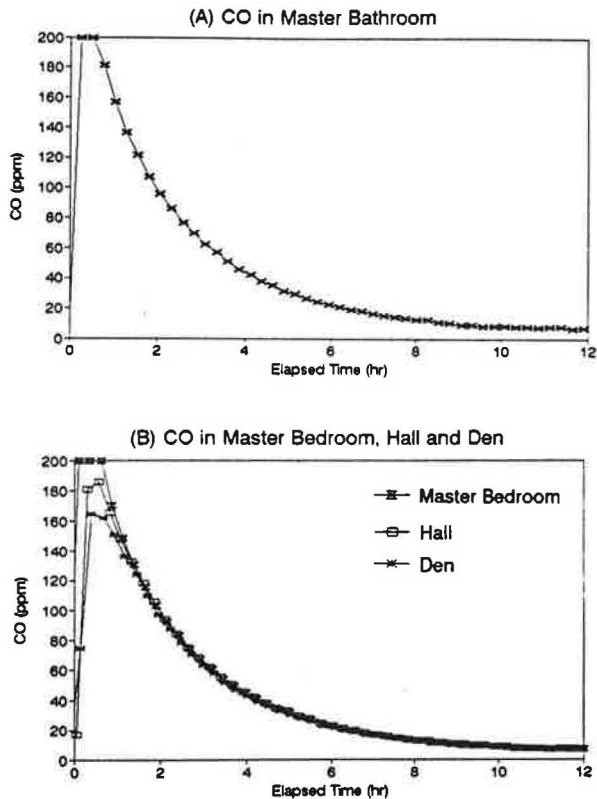 (A) CO in Master Bathroom
200
180
160
140
120
100
80
60
40
20
0
CO (ppm)
0 2 4 6 8 10 12
Elapsed Time (hr)
(B) CO in Master Bedroom, Hall and Den
200
180
160
140
120
100
80
60
40
20
0
CO (ppm)
Master Bedroom
Hall
Den
0 2 4 6 8 10 12
Elapsed Time (hr)